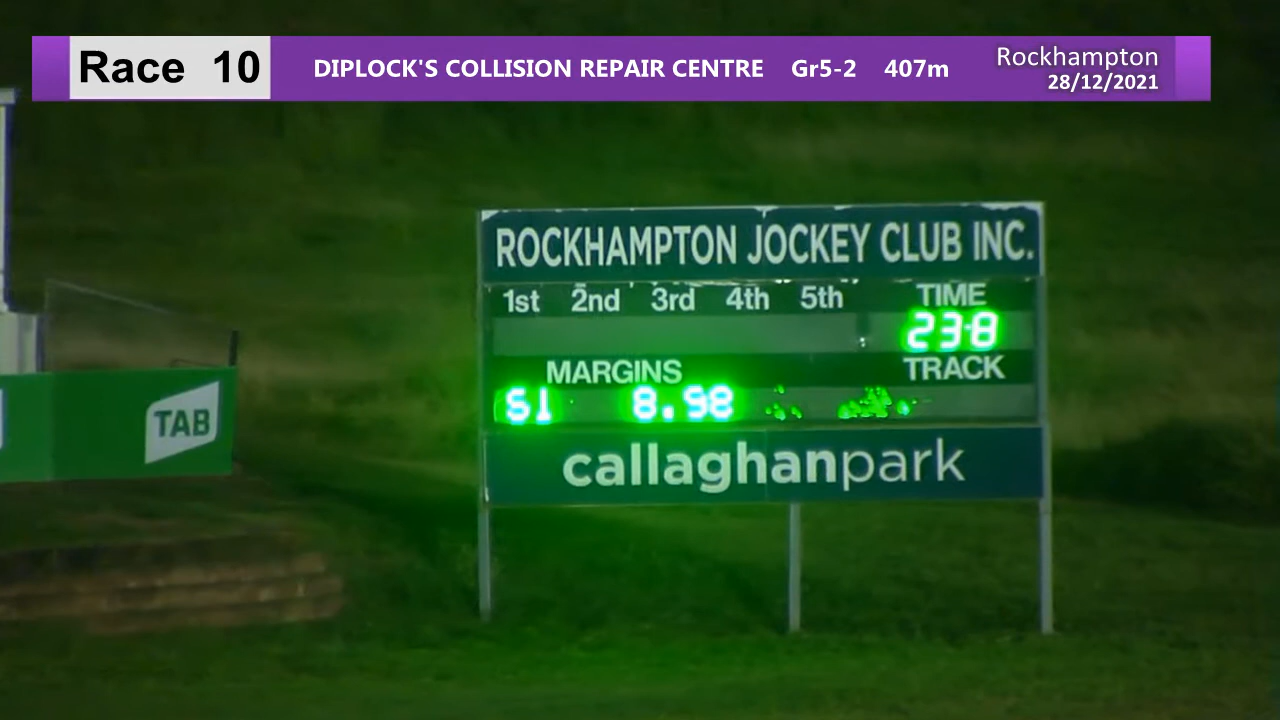 Race 10
DIPLOCK'S COLLISION REPAIR CENTRE Gr5-2 407m
Rockhampton
28/12/2021
ROCKHAMPTON JOCKEY CLUB INC.
1st 2nd 3rd 4th 5th TIME
23·8
MARGINS TRACK
S1 8.98
TAB
callaghanpark